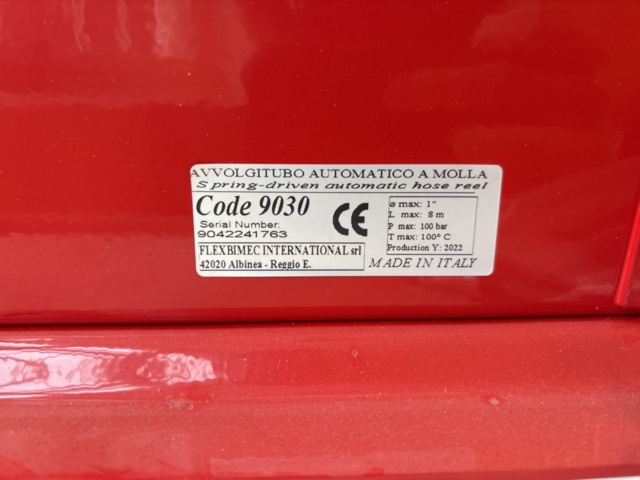 AVVOLGITUBO AUTOMATICO A MOLLA
Spring-driven automatic hose reel
Code 9030
Serial Number:
9042241763
CE
FLEXBIMEC INTERNATIONAL srl
42020 Albinea - Reggio E.
ø max: 1"
L max: 8 m
P max: 100 bar
T max: 100° C
Production Y: 2022
MADE IN ITALY